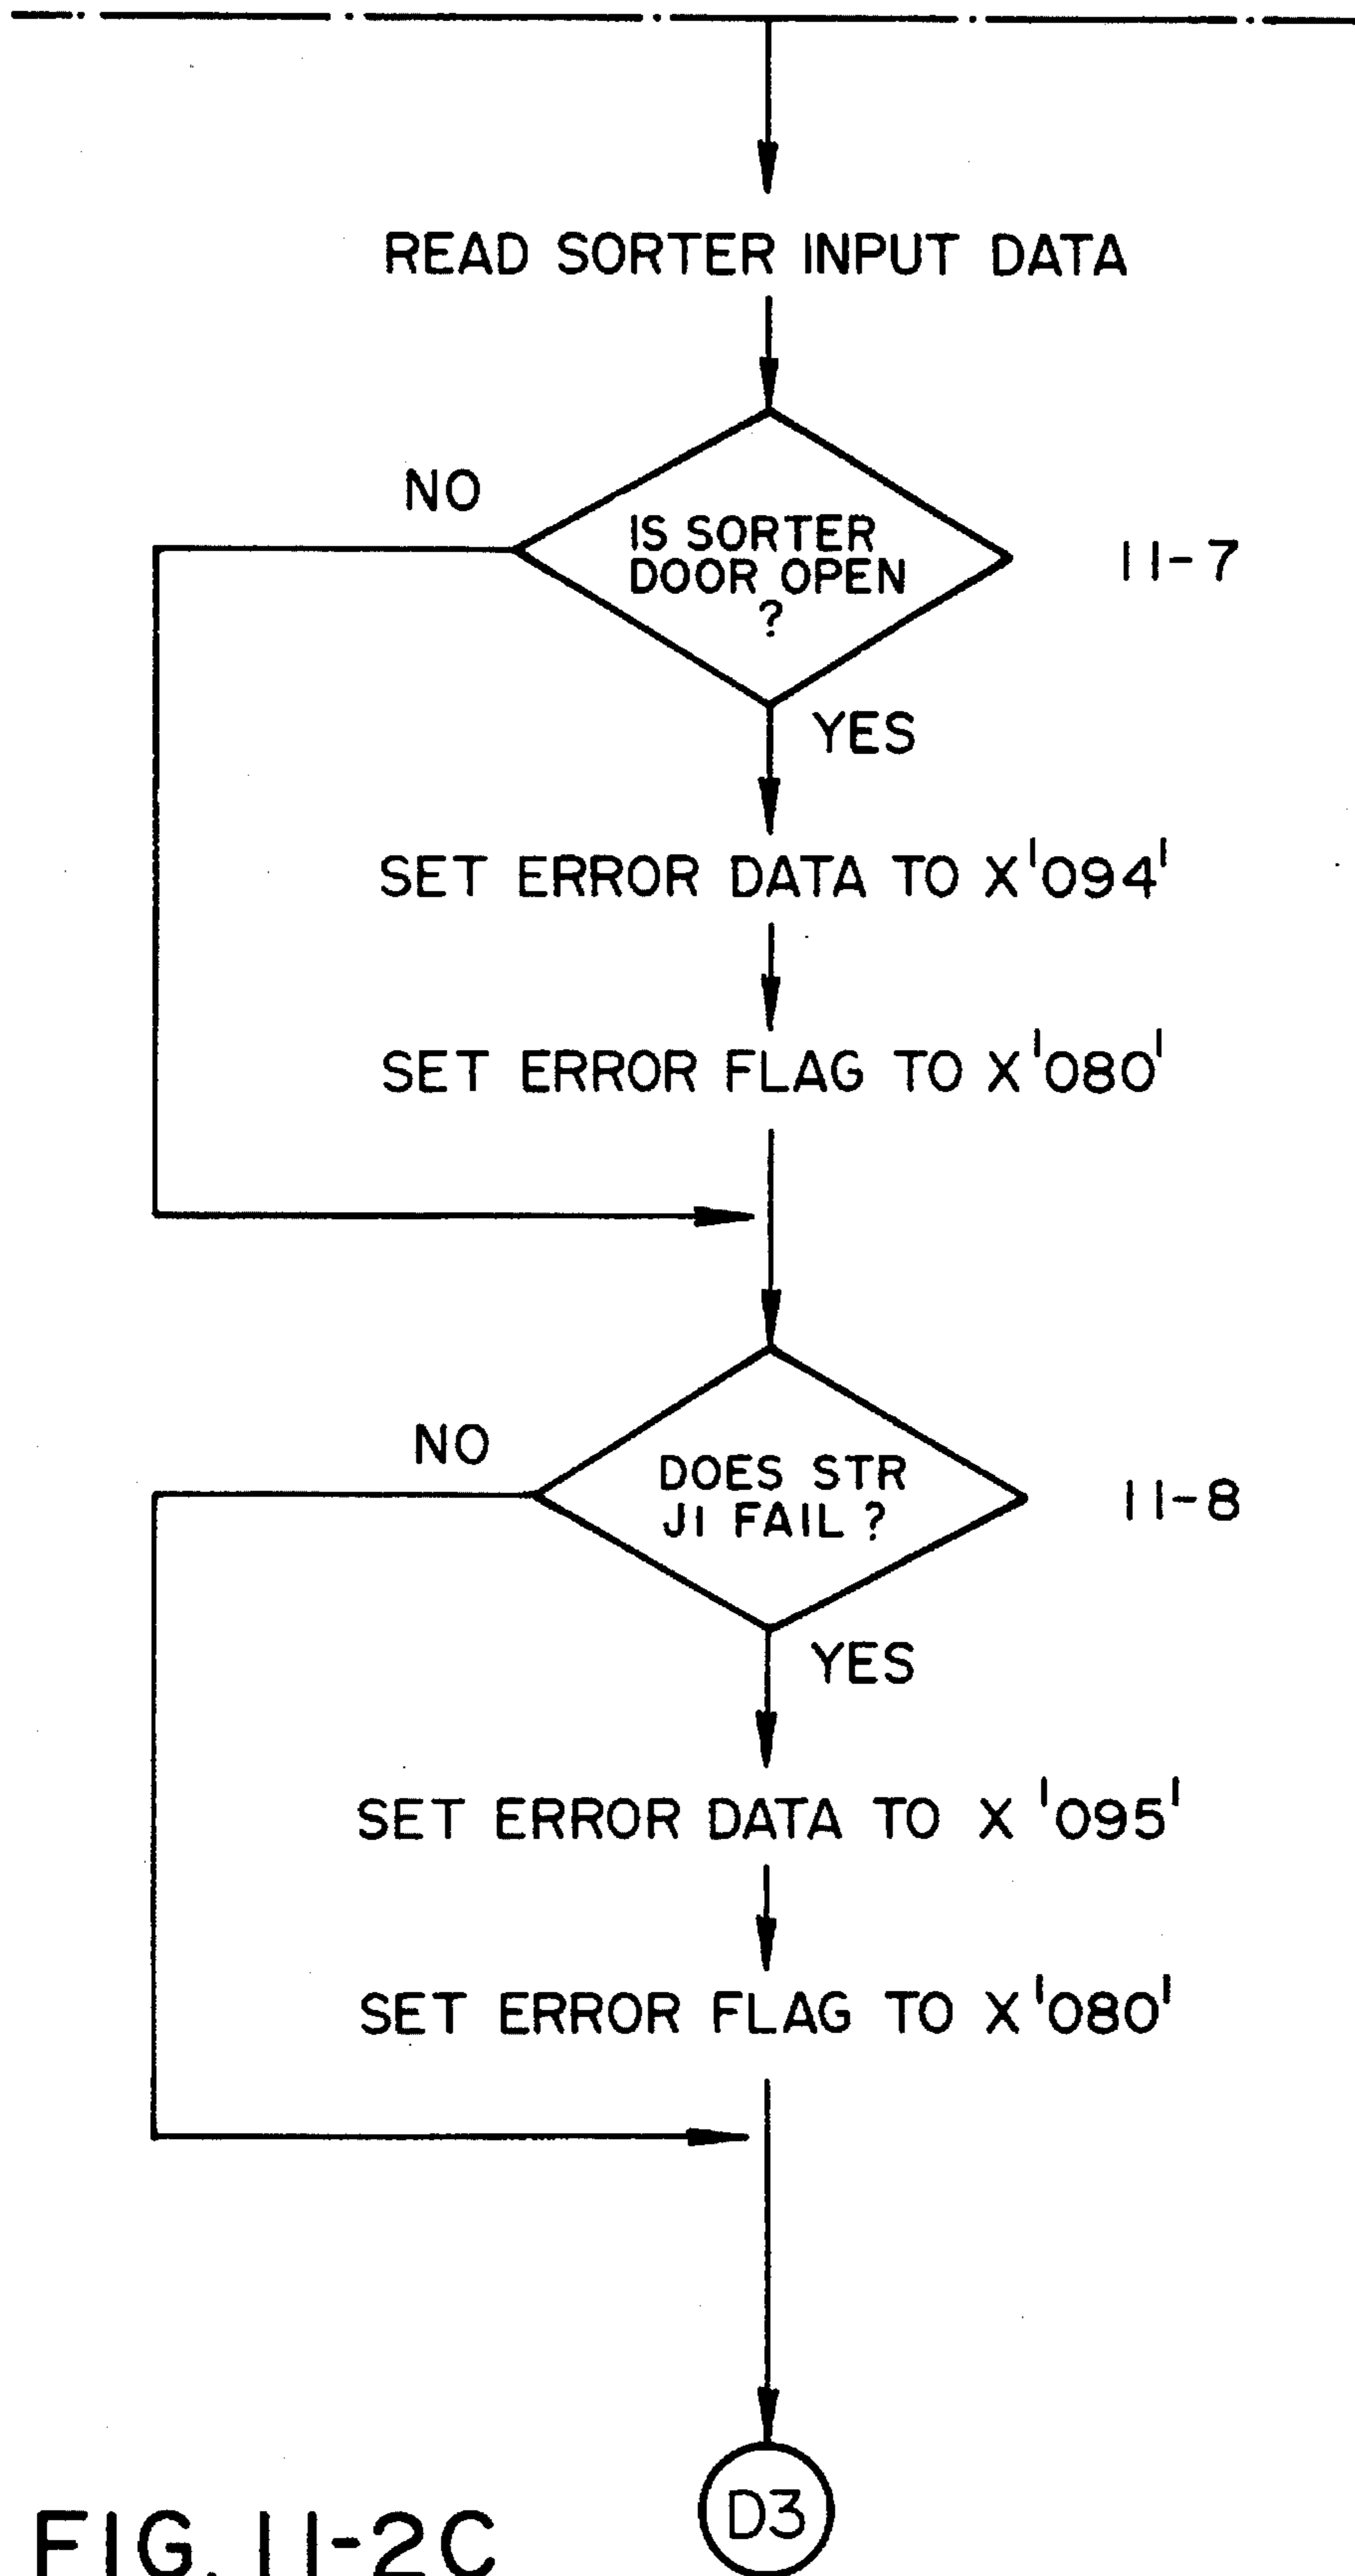 READ SORTER INPUT DATA
NO
IS SORTER
DOOR OPEN
?
11-7
YES
SET ERROR DATA TO X'094'
SET ERROR FLAG TO X'080'
NO
DOES STR
J1 FAIL ?
11-8
YES
SET ERROR DATA TO X '095'
SET ERROR FLAG TO X'080'
D3
FIG. 11-2C